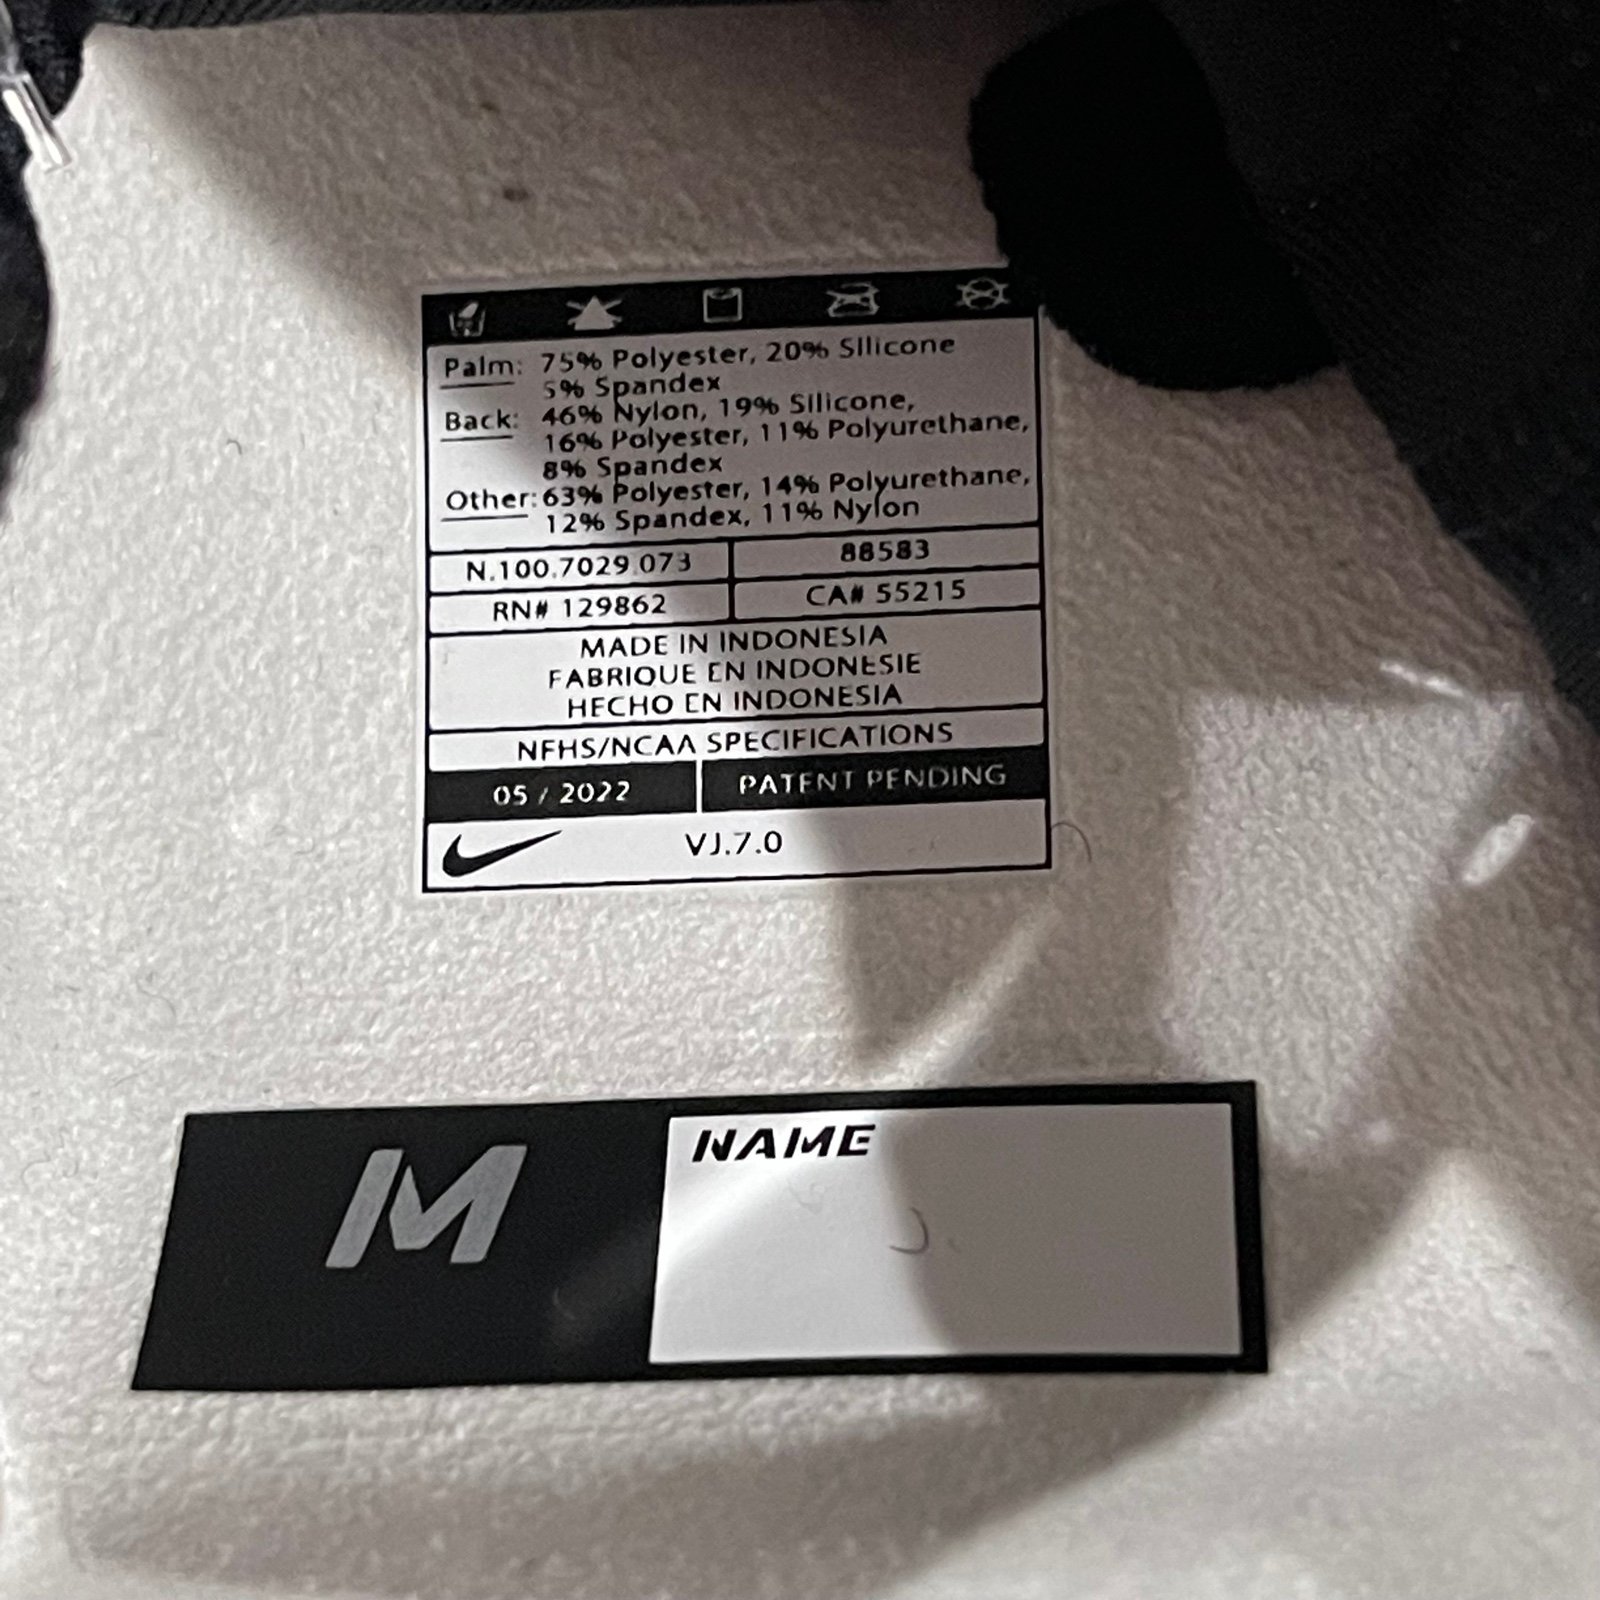 Palm: 75% Polyester, 20% Silicone
5% Spandex
Back: 46% Nylon, 19% Silicone,
16% Polyester, 11% Polyurethane,
8% Spandex
Other: 63% Polyester, 14% Polyurethane,
12% Spandex, 11% Nylon
N.100.7029.073 88583
RN# 129862 CA# 55215
MADE IN INDONESIA
FABRIQUE EN INDONESIE
HECHO EN INDONESIA
NFHS/NCAA SPECIFICATIONS
05 / 2022 PATENT PENDING
VJ.7.0
M NAME